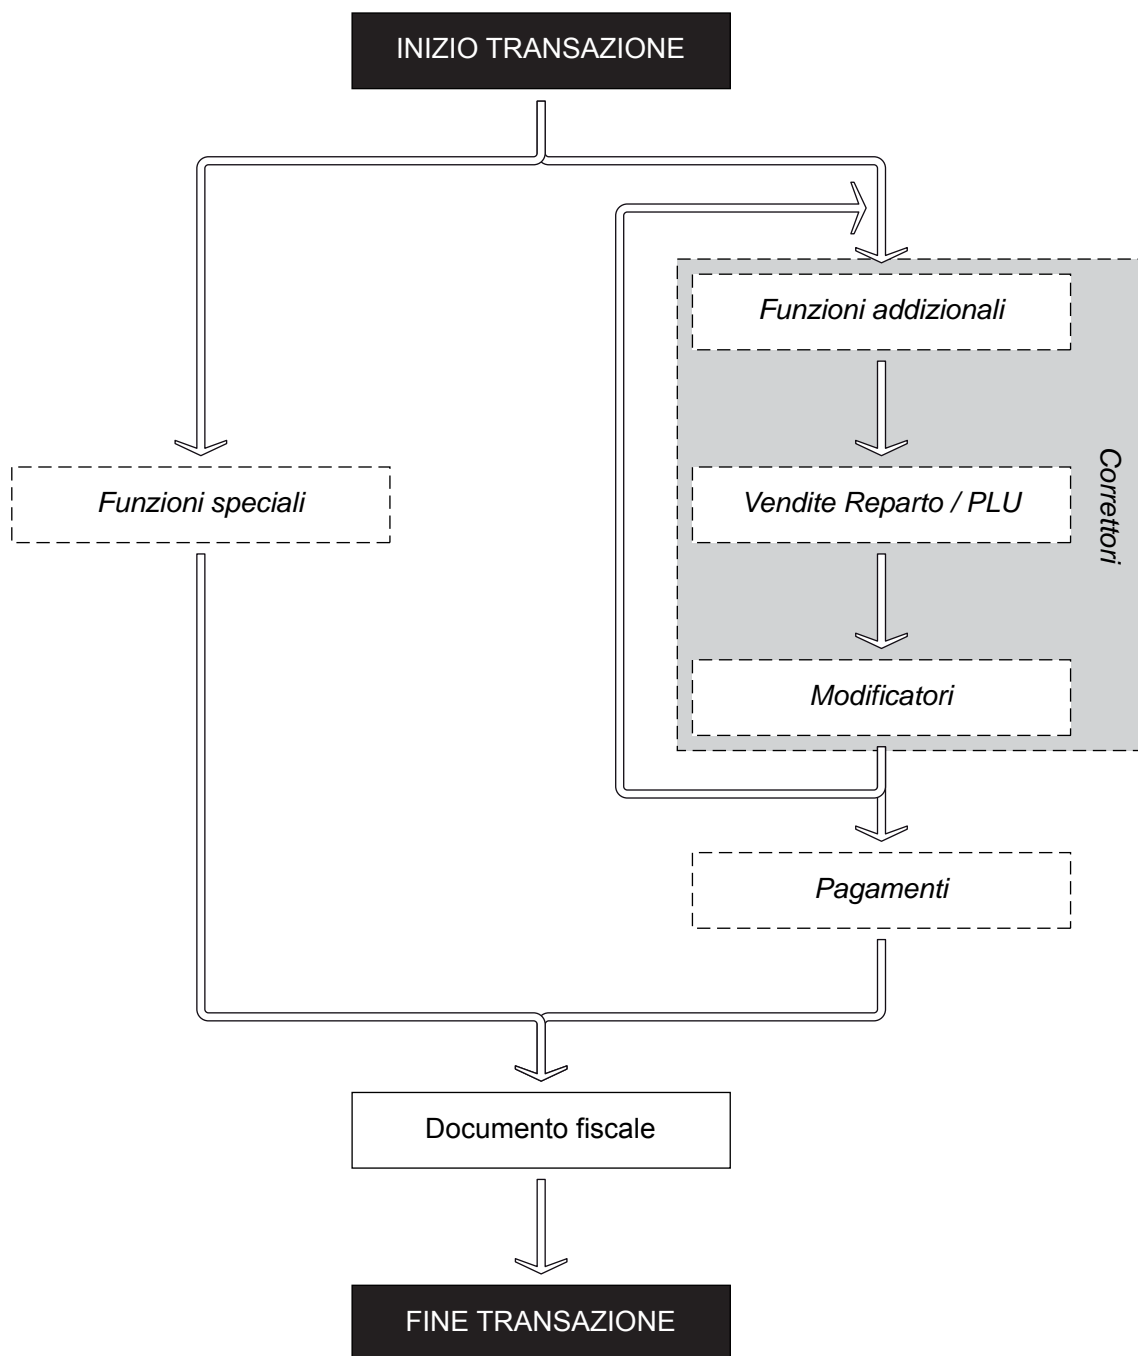 INIZIO TRANSAZIONE
Funzioni addizionali
Funzioni speciali
Vendite Reparto / PLU
Correttori
Modificatori
Pagamenti
Documento fiscale
FINE TRANSAZIONE